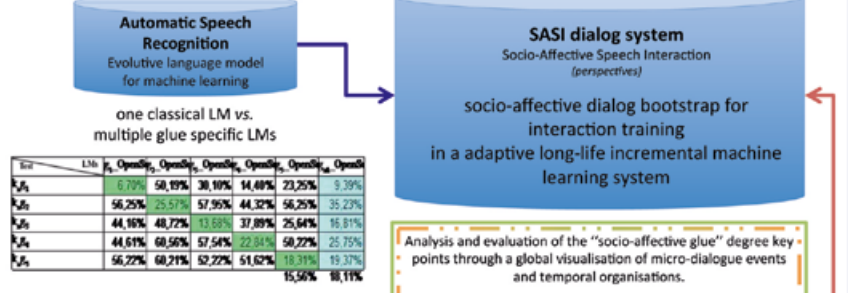 Automatic Speech
Recognition
Evolutive language model
for machine learning
one classical LM vs.
multiple glue specific LMs
Test LMs
6,70% 50,19% 30,10% 14,40% 23,25% 9,39%
56,25% 25,57% 57,95% 44,32% 56,25% 35,23%
44,16% 48,72% 13,68% 37,89% 25,64% 16,81%
44,61% 60,56% 57,54% 22,84% 50,22% 25,75%
56,22% 60,21% 52,22% 51,62% 18,31% 19,37%
15,56% 18,11%
SASI dialog system
Socio-Affective Speech Interaction
(perspectives)
socio-affective dialog bootstrap for
interaction training
in a adaptive long-life incremental machine
learning system
Analysis and evaluation of the "socio-affective glue" degree key
points through a global visualisation of micro-dialogue events
and temporal organisations.